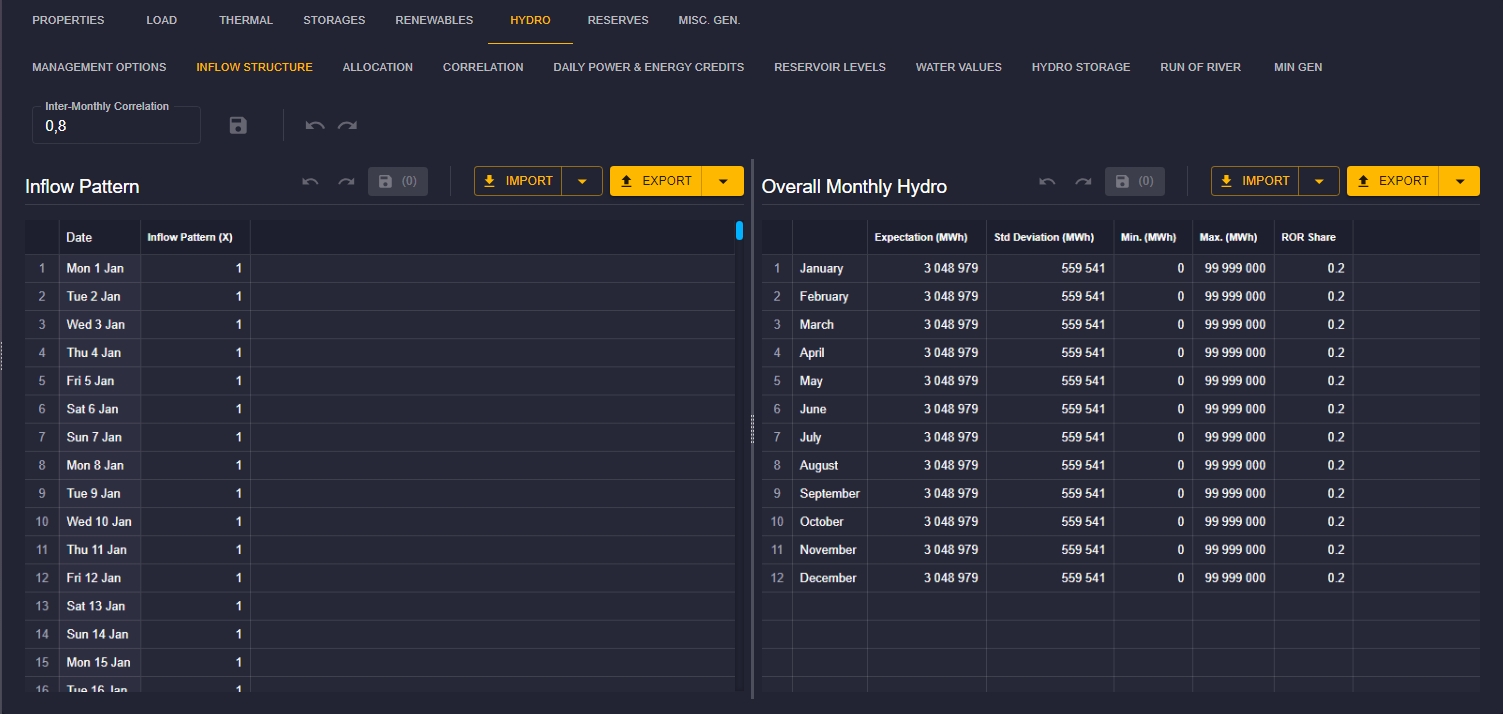 PROPERTIES LOAD THERMAL STORAGES RENEWABLES HYDRO RESERVES MISC. GEN.
MANAGEMENT OPTIONS INFLOW STRUCTURE ALLOCATION CORRELATION DAILY POWER & ENERGY CREDITS RESERVOIR LEVELS WATER VALUES HYDRO STORAGE RUN OF RIVER MIN GEN
Inter-Monthly Correlation
0,8
Inflow Pattern (0) IMPORT EXPORT
Date Inflow Pattern (X)
1 Mon 1 Jan 1
2 Tue 2 Jan 1
3 Wed 3 Jan 1
4 Thu 4 Jan 1
5 Fri 5 Jan 1
6 Sat 6 Jan 1
7 Sun 7 Jan 1
8 Mon 8 Jan 1
9 Tue 9 Jan 1
10 Wed 10 Jan 1
11 Thu 11 Jan 1
12 Fri 12 Jan 1
13 Sat 13 Jan 1
14 Sun 14 Jan 1
15 Mon 15 Jan 1
16 Tue 16 Jan 1
Overall Monthly Hydro (0) IMPORT EXPORT
Expectation (MWh) Std Deviation (MWh) Min. (MWh) Max. (MWh) ROR Share
1 January 3 048 979 559 541 0 99 999 000 0.2
2 February 3 048 979 559 541 0 99 999 000 0.2
3 March 3 048 979 559 541 0 99 999 000 0.2
4 April 3 048 979 559 541 0 99 999 000 0.2
5 May 3 048 979 559 541 0 99 999 000 0.2
6 June 3 048 979 559 541 0 99 999 000 0.2
7 July 3 048 979 559 541 0 99 999 000 0.2
8 August 3 048 979 559 541 0 99 999 000 0.2
9 September 3 048 979 559 541 0 99 999 000 0.2
10 October 3 048 979 559 541 0 99 999 000 0.2
11 November 3 048 979 559 541 0 99 999 000 0.2
12 December 3 048 979 559 541 0 99 999 000 0.2